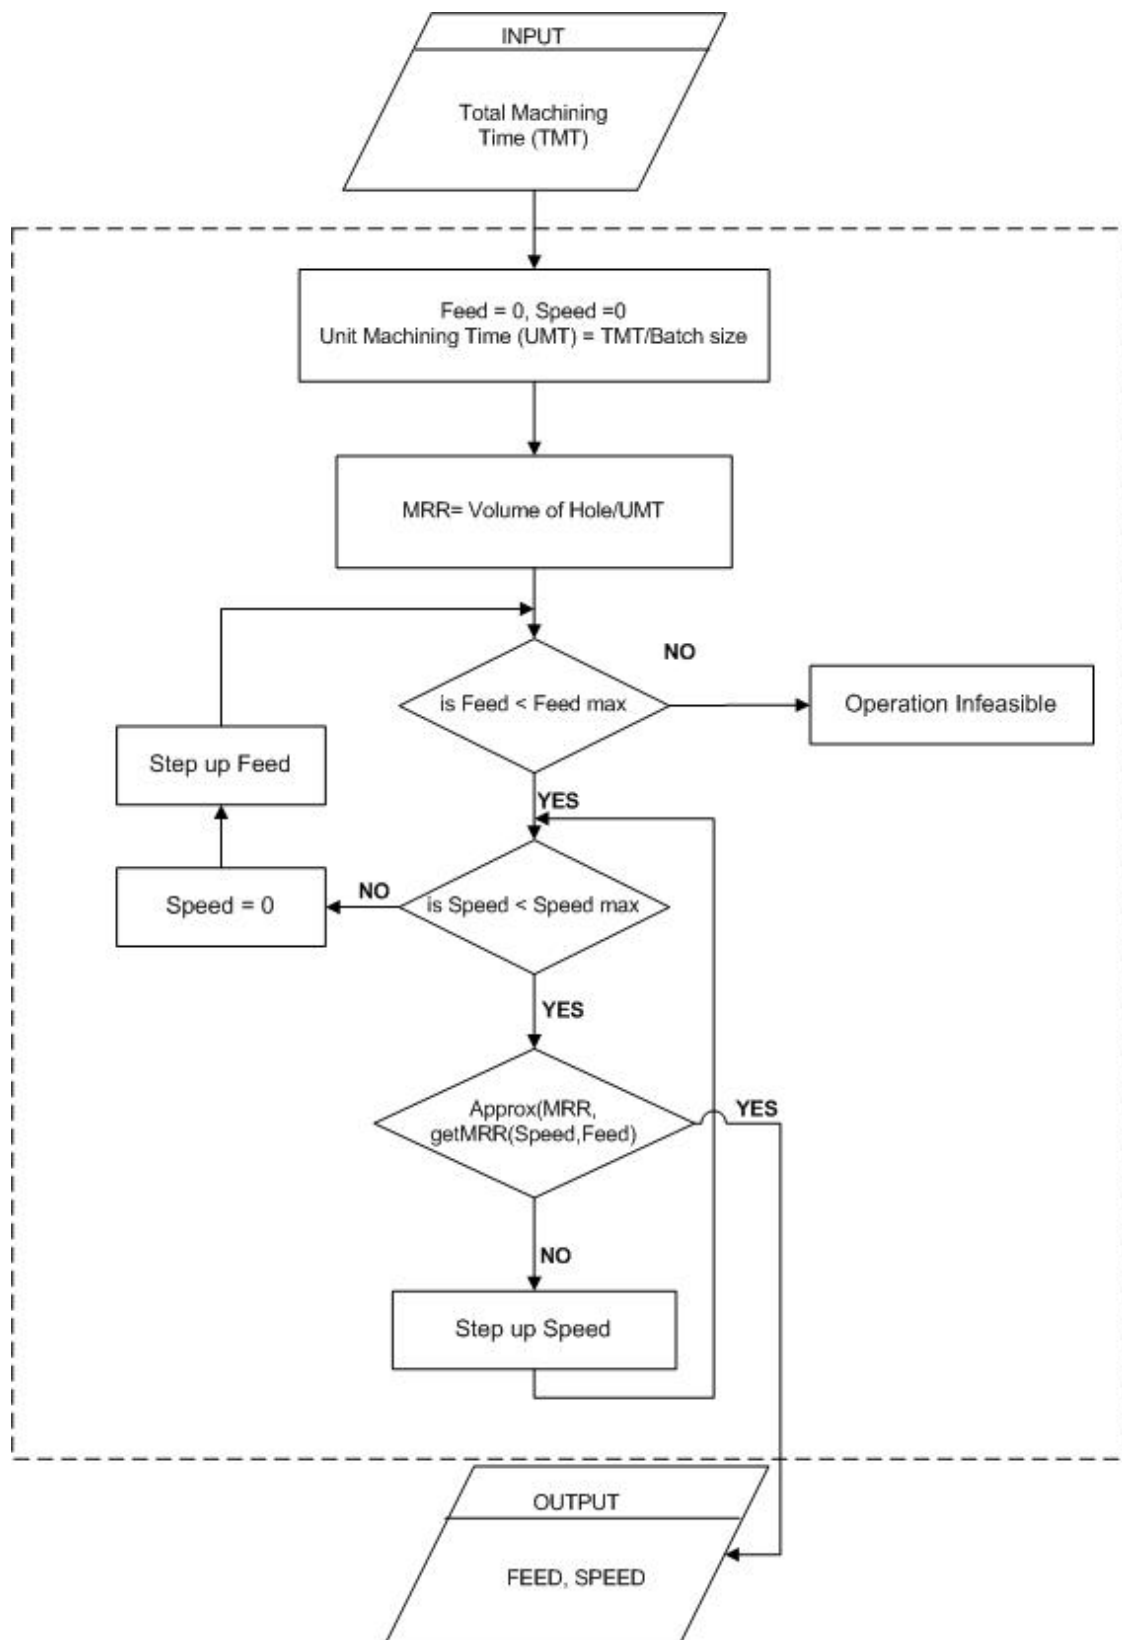 INPUT
Total Machining
Time (TMT)
Feed = 0, Speed =0
Unit Machining Time (UMT) = TMT/Batch size
MRR= Volume of Hole/UMT
is Feed < Feed max
NO
Operation Infeasible
Step up Feed
YES
is Speed < Speed max
NO
Speed = 0
YES
Approx(MRR,
getMRR(Speed,Feed)
YES
NO
Step up Speed
OUTPUT
FEED, SPEED